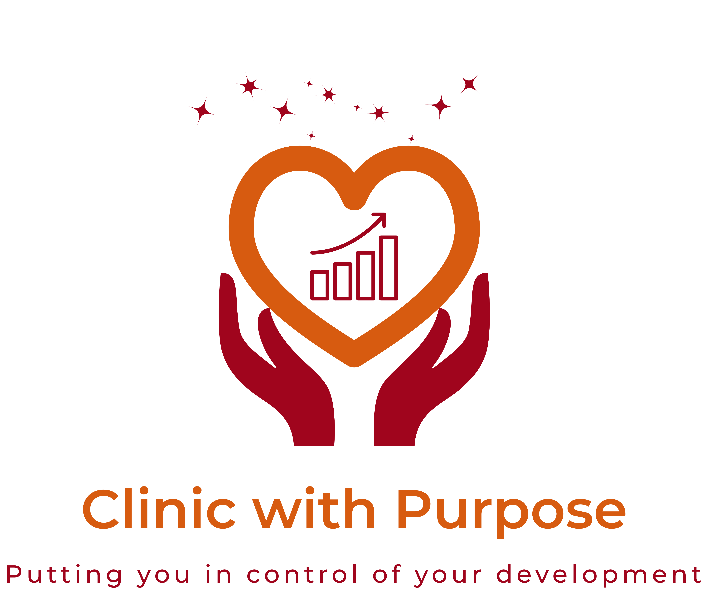 Clinic with Purpose
Putting you in control of your development